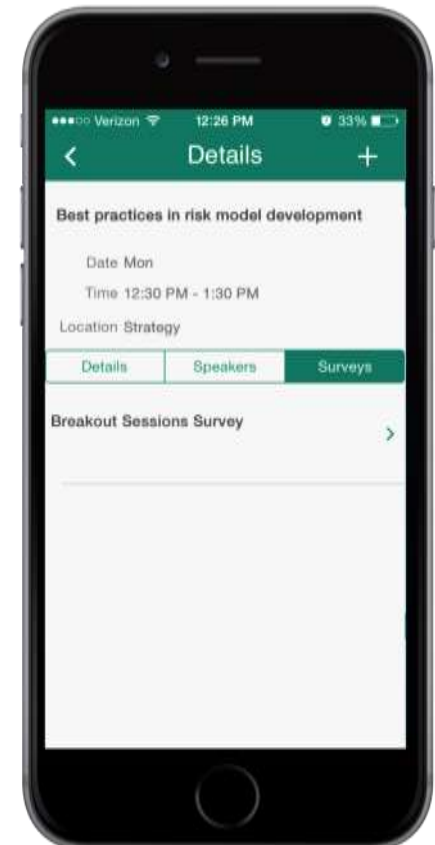 Verizon 12:26 PM 33%
Details
Best practices in risk model development
Date Mon
Time 12:30 PM - 1:30 PM
Location Strategy
Details Speakers Surveys
Breakout Sessions Survey